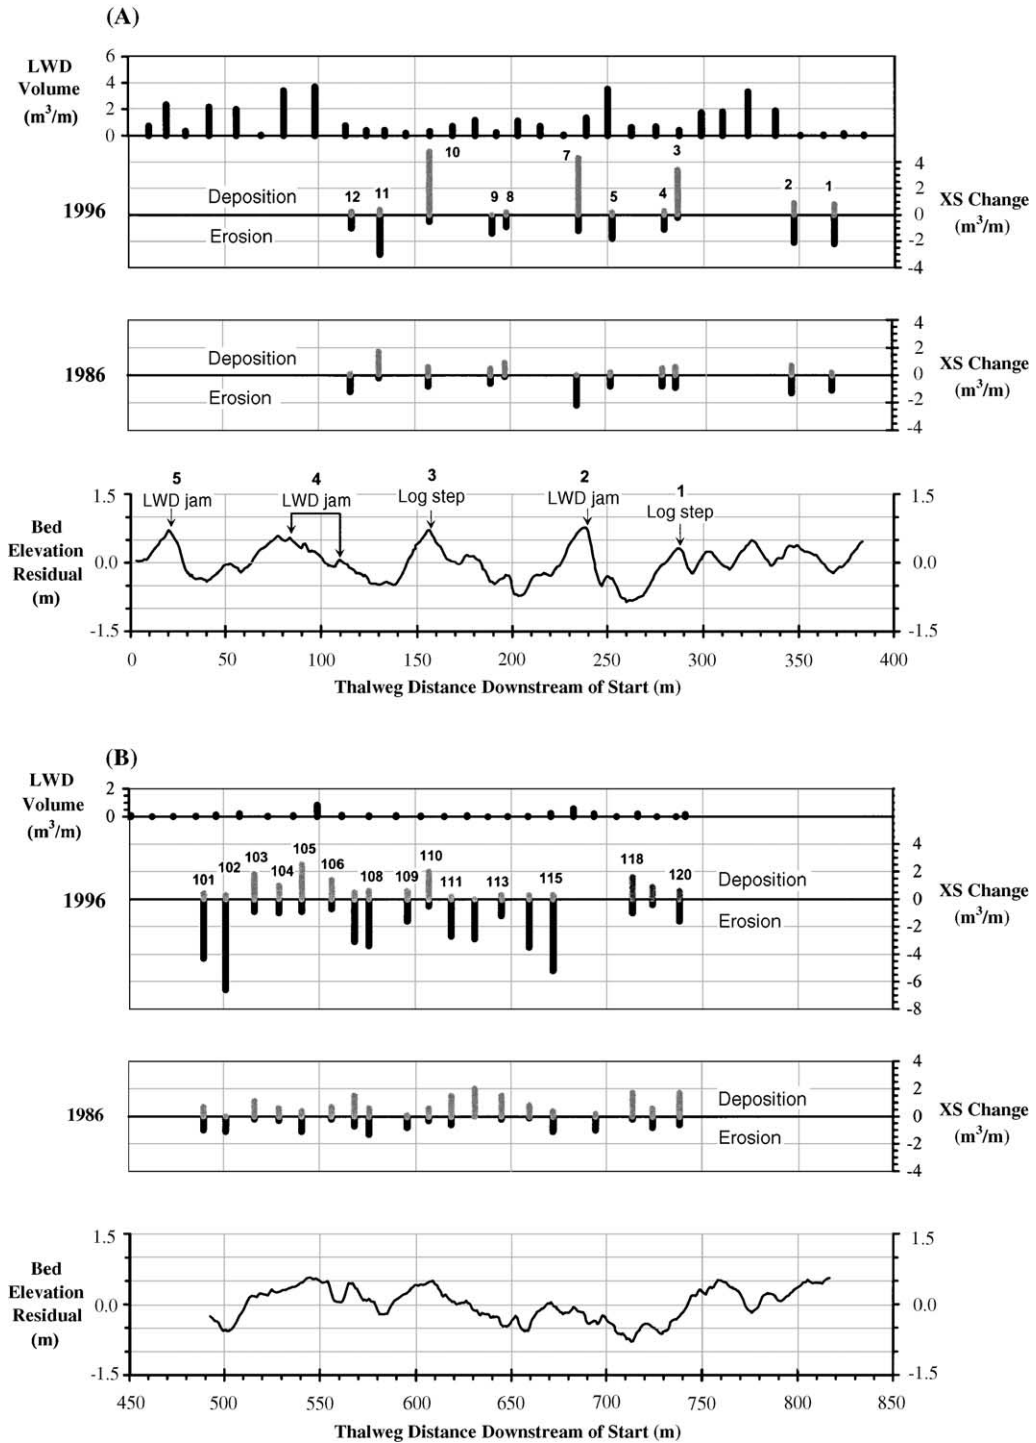 (A)
LWD
Volume
(m³/m)
6
4
2
0
10
7
3
12
11
9
8
5
4
2
1
4
2
0
-2
-4
1996
Deposition
Erosion
XS Change
(m³/m)
4
2
0
-2
-4
1986
Deposition
Erosion
XS Change
(m³/m)
5
LWD jam
4
LWD jam
3
Log step
2
LWD jam
1
Log step
Bed
Elevation
Residual
(m)
1.5
0.0
-1.5
1.5
0.0
-1.5
0 50 100 150 200 250 300 350 400
Thalweg Distance Downstream of Start (m)
(B)
LWD
Volume
(m³/m)
2
0
101
102
103
104
105
106
108
109
110
111
113
115
118
120
4
2
0
-2
-4
-6
-8
1996
Deposition
Erosion
XS Change
(m³/m)
4
2
0
-2
-4
1986
Deposition
Erosion
XS Change
(m³/m)
Bed
Elevation
Residual
(m)
1.5
0.0
-1.5
1.5
0.0
-1.5
450 500 550 600 650 700 750 800 850
Thalweg Distance Downstream of Start (m)